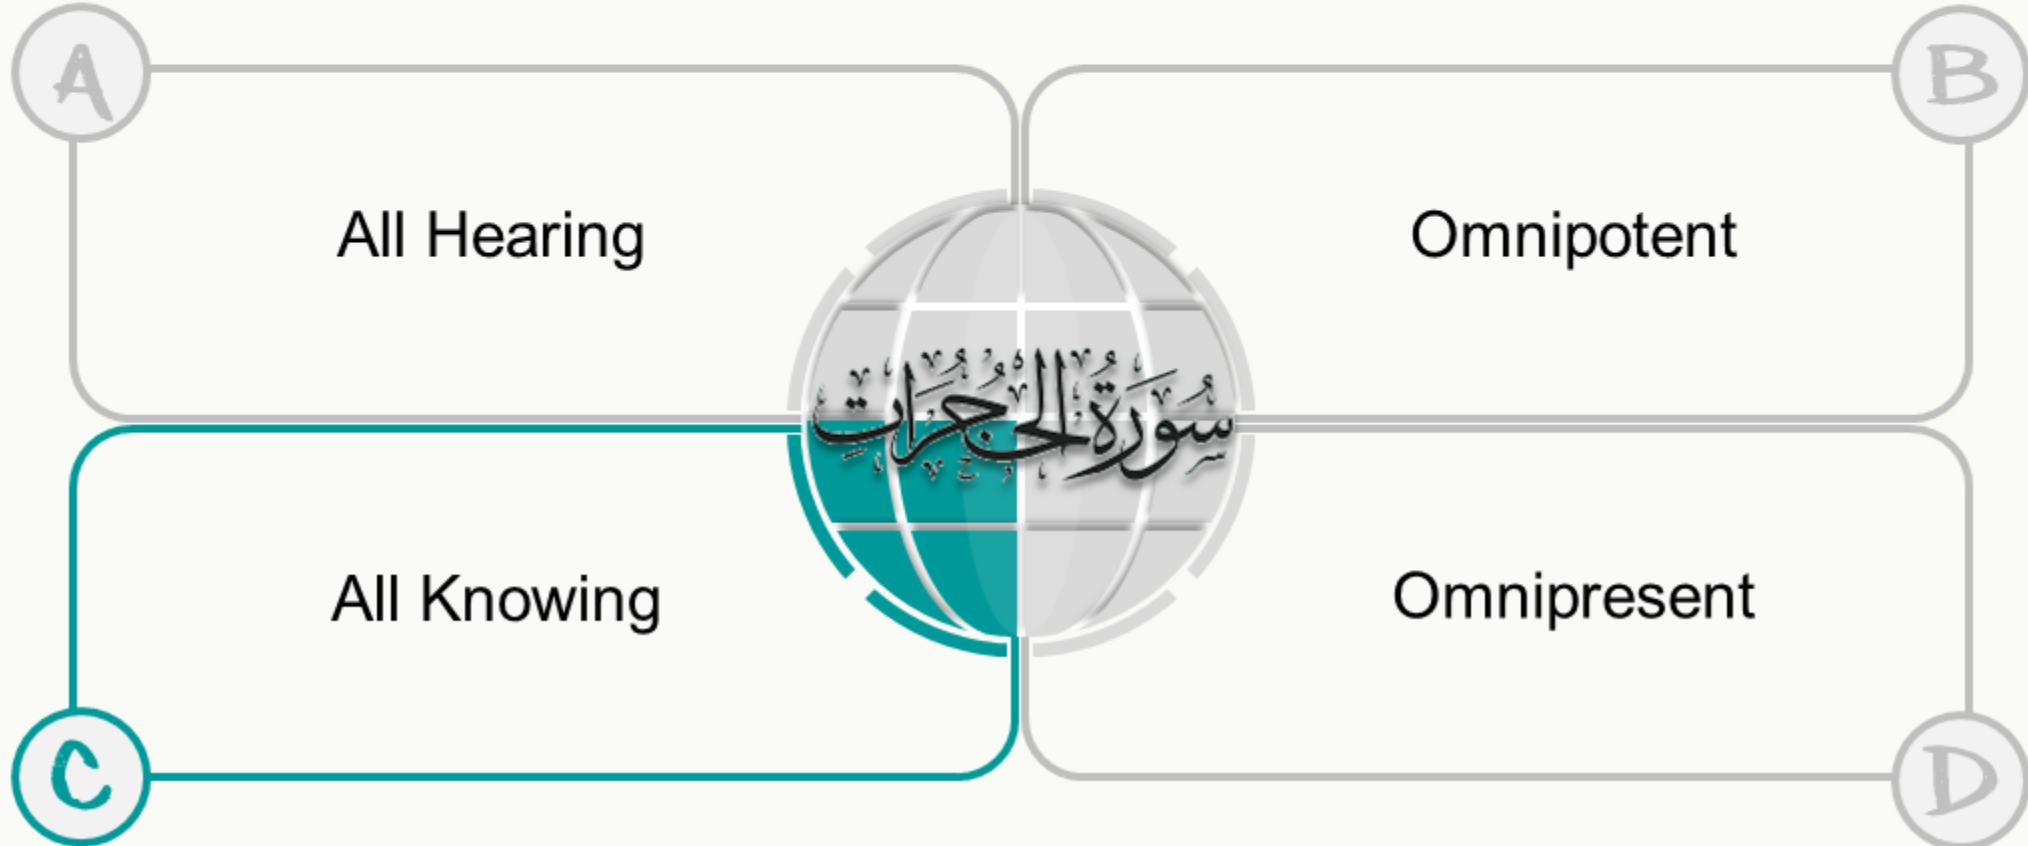 A
B
All Hearing
Omnipotent
سُورَةُ الحُجُرَاتِ
All Knowing
Omnipresent
C
D